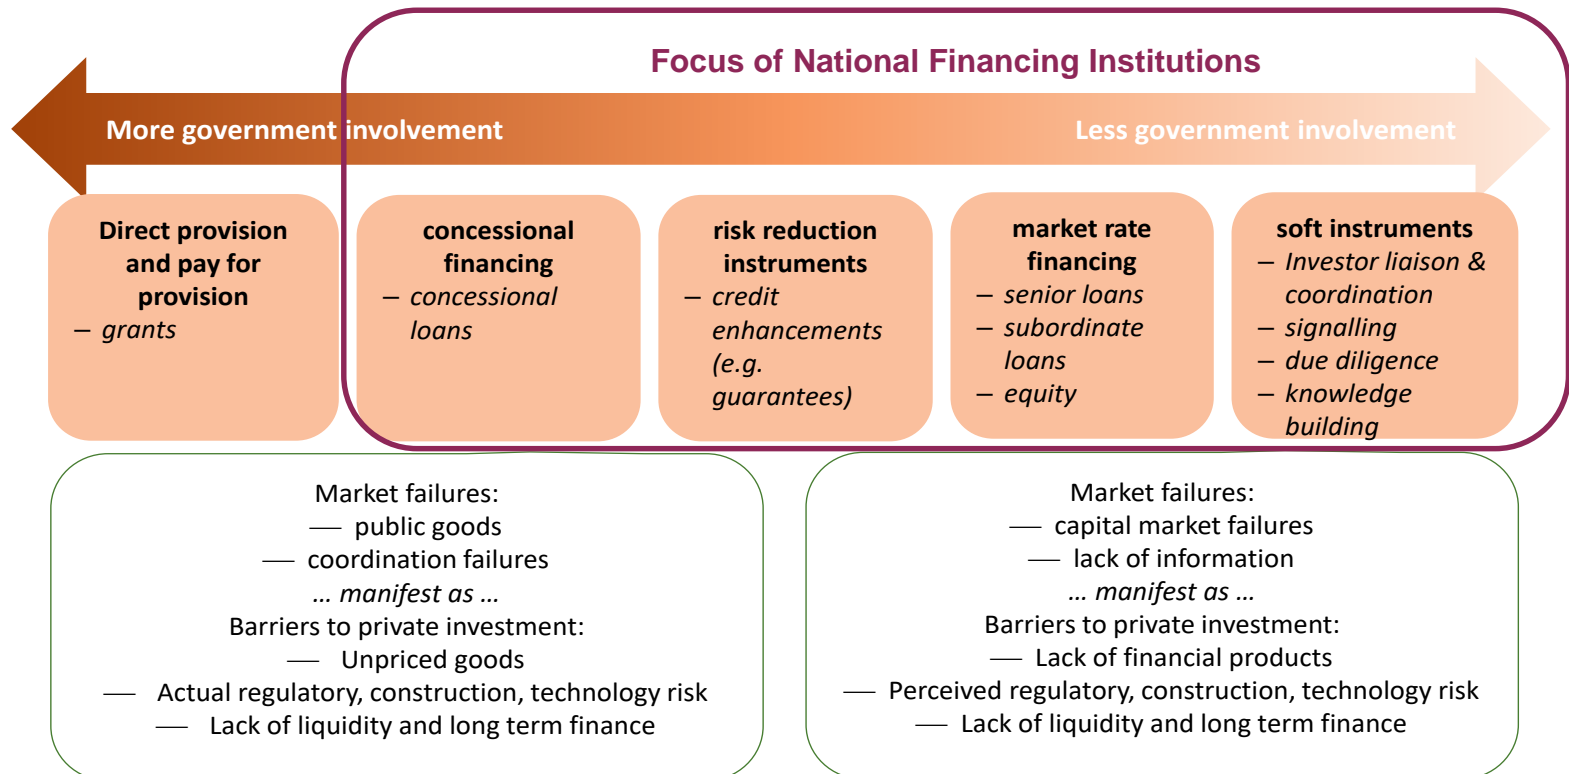 Focus of National Financing Institutions
More government involvement
Less government involvement
Direct provision
and pay for
provision
– grants
concessional
financing
– concessional
loans
risk reduction
instruments
– credit
enhancements
(e.g.
guarantees)
market rate
financing
– senior loans
– subordinate
loans
– equity
soft instruments
– Investor liaison &
coordination
– signalling
– due diligence
– knowledge
building
Market failures:
— public goods
— coordination failures
... manifest as ...
Barriers to private investment:
— Unpriced goods
— Actual regulatory, construction, technology risk
— Lack of liquidity and long term finance
Market failures:
— capital market failures
— lack of information
... manifest as ...
Barriers to private investment:
— Lack of financial products
— Perceived regulatory, construction, technology risk
— Lack of liquidity and long term finance